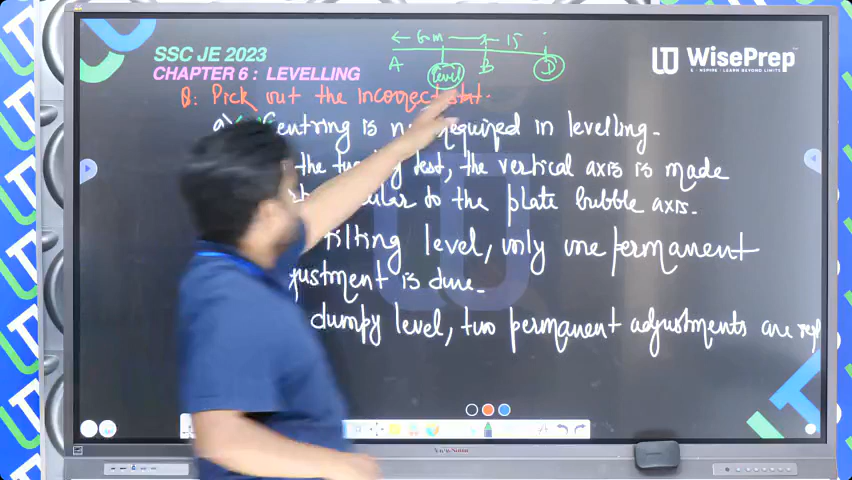 SSC JE 2023
CHAPTER 6 : LEVELLING
6m 15
A level B D
WisePrep
INSPIRE - LEARN BEYOND LIMITS
Q: Pick out the incorrect stat.
a) Centring is required in levelling.
the test, the vertical axis is made
to the plate bubble axis.
tilting level, only one permanent
justment is done.
dumpy level, two permanent adjustments are
ViewSonic